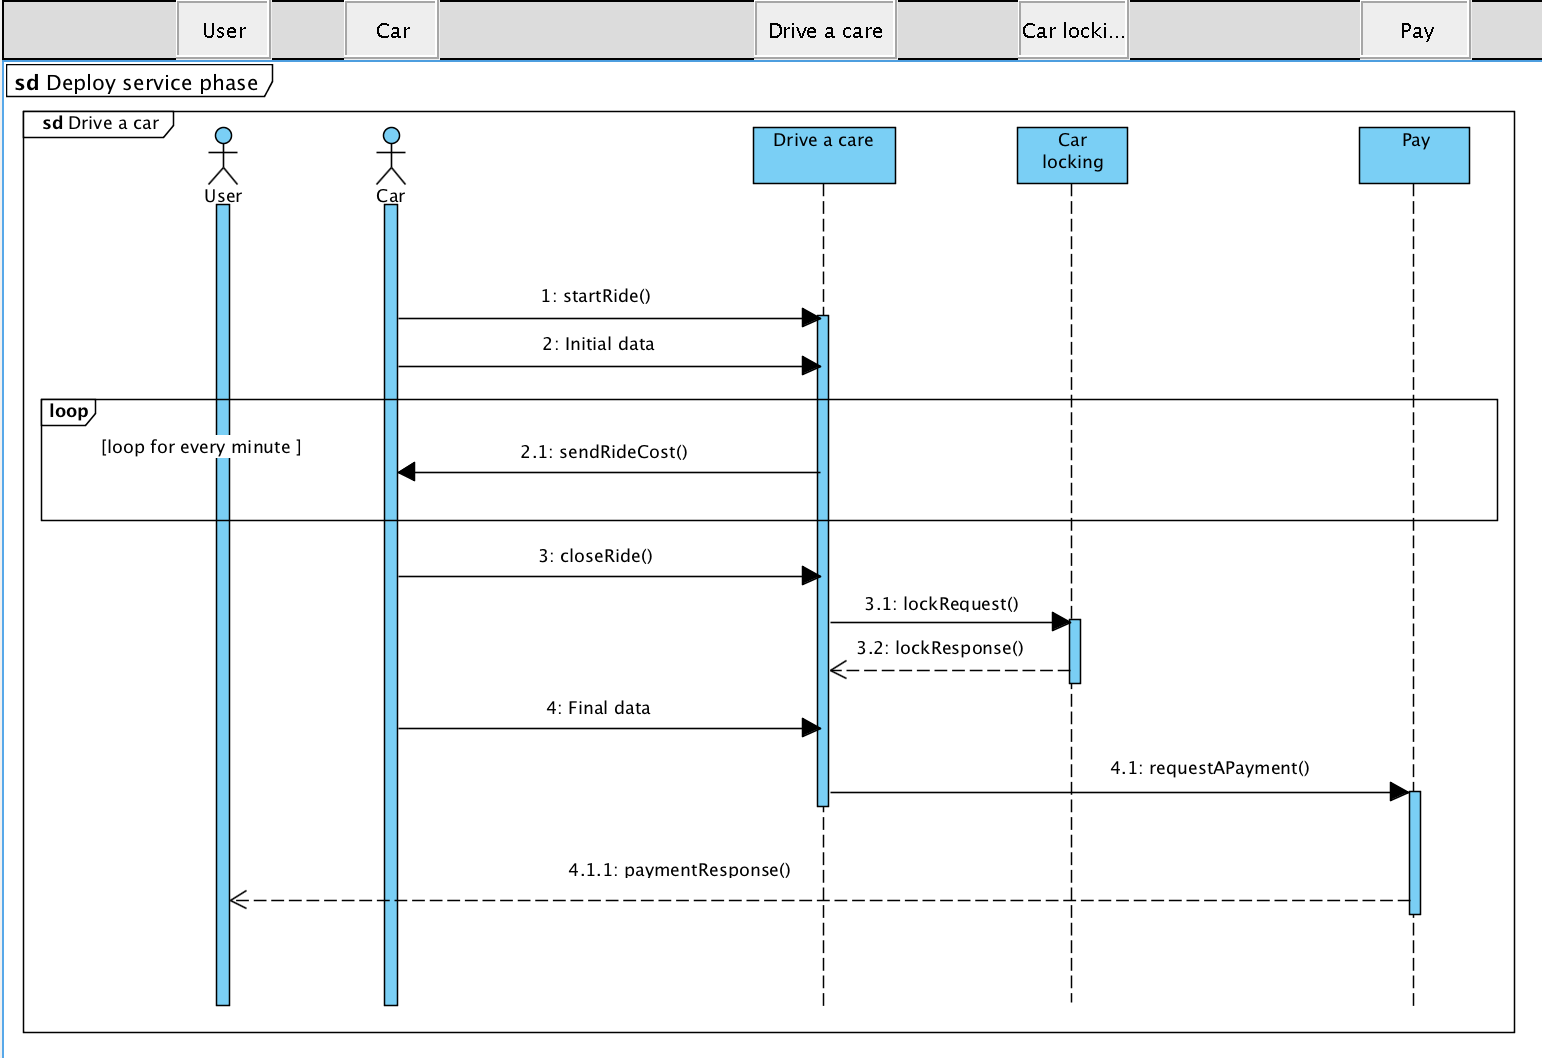 User
Car
Drive a care
Car locki...
Pay
sd Deploy service phase
sd Drive a car
User
Car
Drive a care
Car
locking
Pay
1: startRide()
2: Initial data
loop
[loop for every minute ]
2.1: sendRideCost()
3: closeRide()
3.1: lockRequest()
3.2: lockResponse()
4: Final data
4.1: requestAPayment()
4.1.1: paymentResponse()